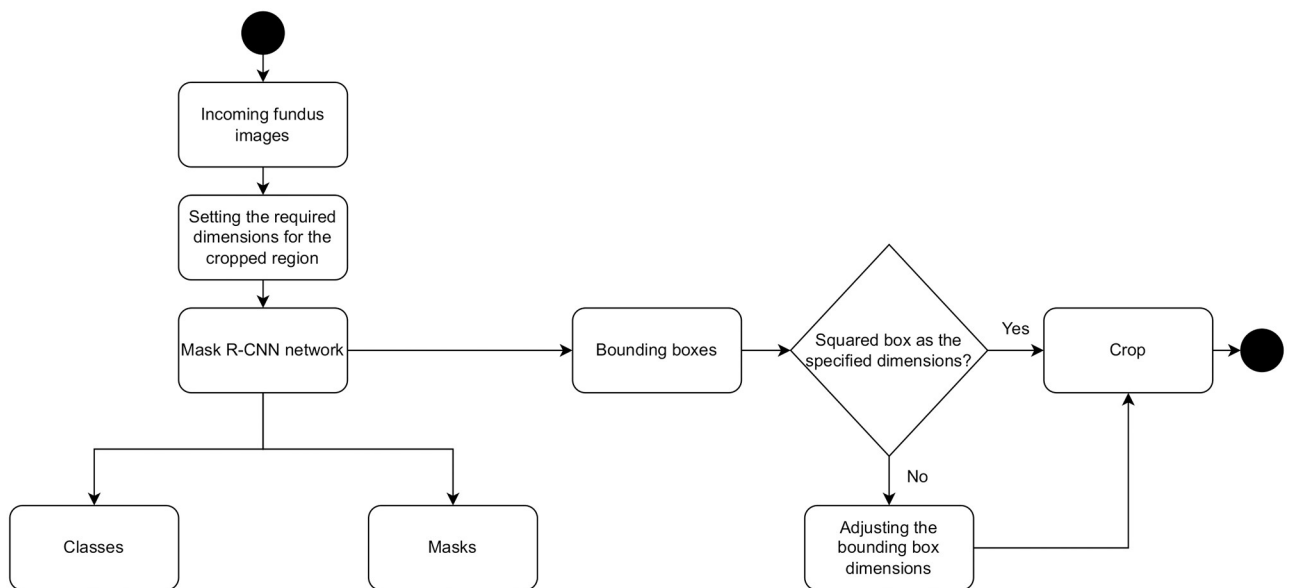 Incoming fundus
images
Setting the required
dimensions for the
cropped region
Mask R-CNN network
Bounding boxes
Squared box as the
specified dimensions?
Yes
Crop
No
Classes
Masks
Adjusting the
bounding box
dimensions